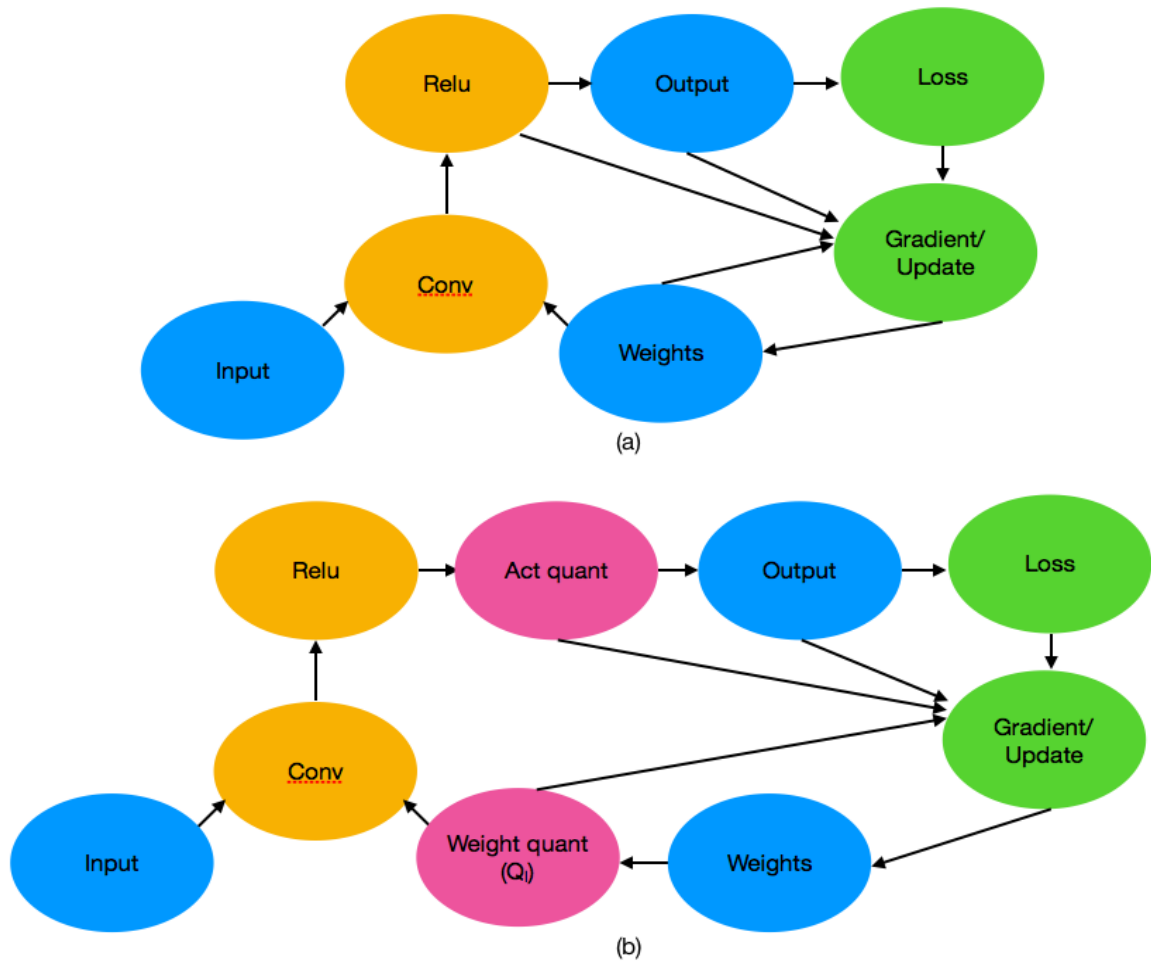 Relu
Output
Loss
Gradient/
Update
Conv
Weights
Input
(a)
Relu
Act quant
Output
Loss
Gradient/
Update
Conv
Weight quant
(Qₗ)
Weights
Input
(b)